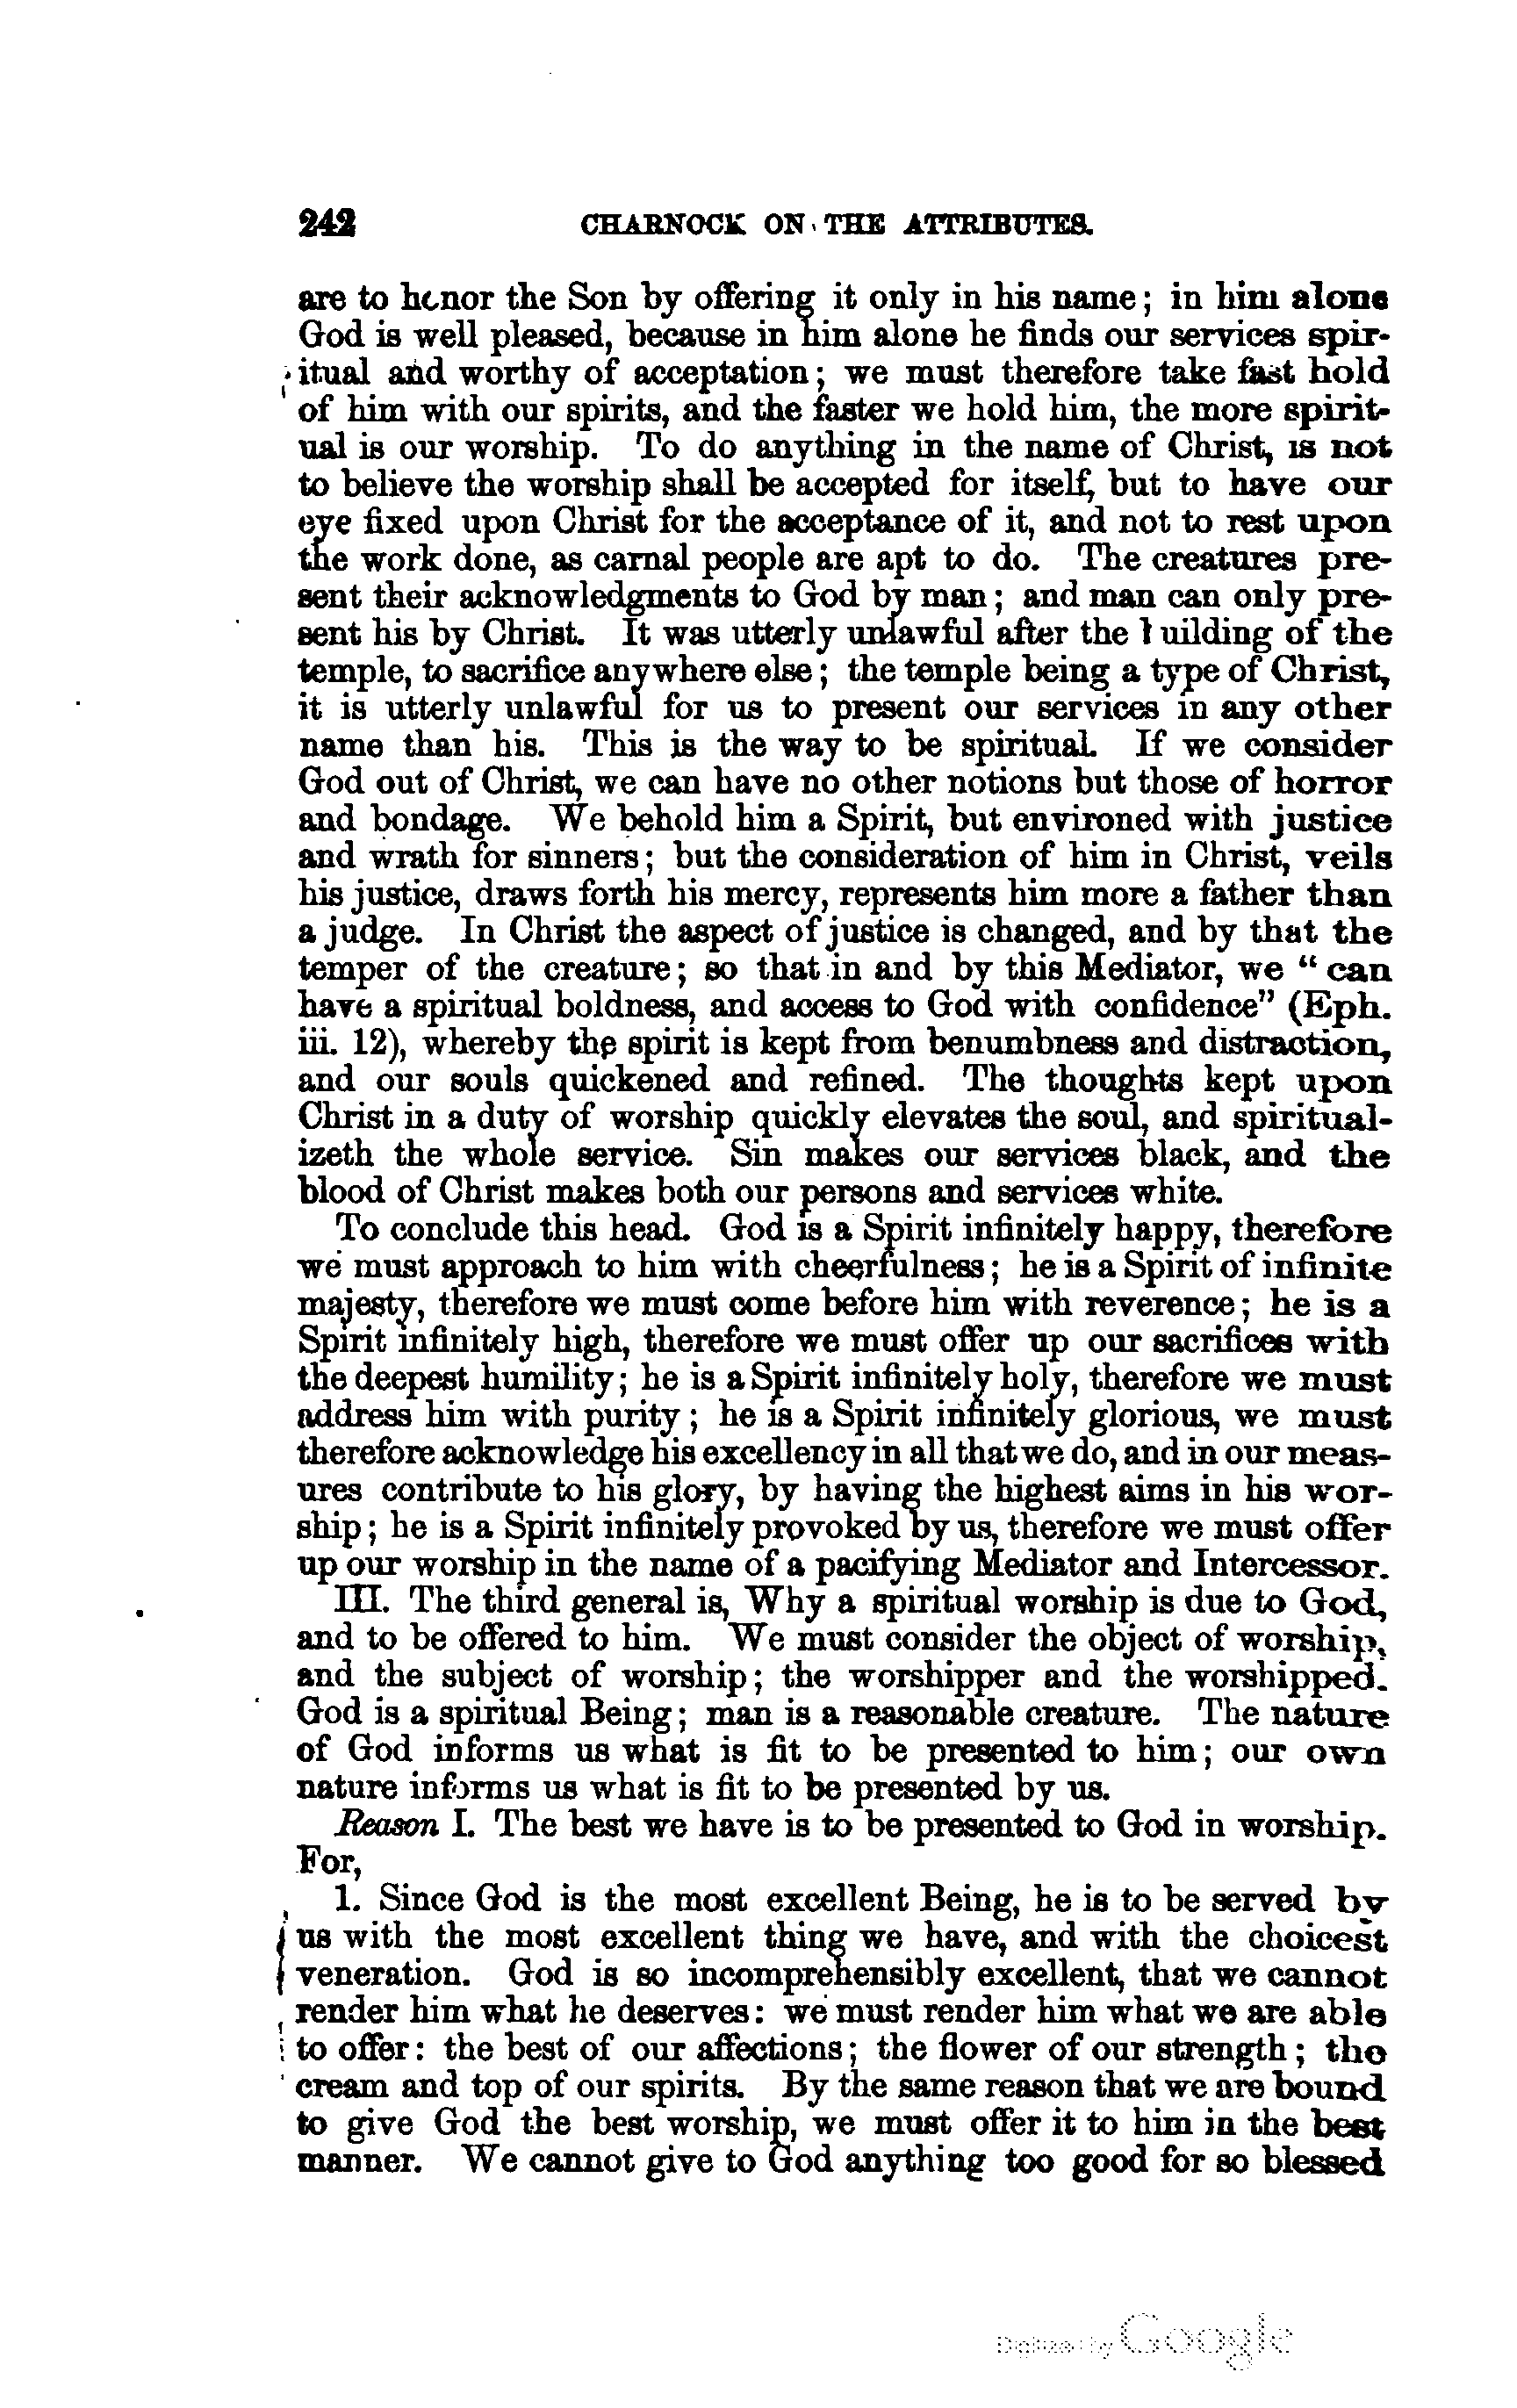 242 CHARNOCK ON THE ATTRIBUTES.
are to honor the Son by offering it only in his name; in him alone
God is well pleased, because in him alone he finds our services spir-
itual and worthy of acceptation; we must therefore take fast hold
of him with our spirits, and the faster we hold him, the more spirit-
ual is our worship. To do anything in the name of Christ, is not
to believe the worship shall be accepted for itself, but to have our
eye fixed upon Christ for the acceptance of it, and not to rest upon
the work done, as carnal people are apt to do. The creatures pre-
sent their acknowledgments to God by man; and man can only pre-
sent his by Christ. It was utterly unlawful after the building of the
temple, to sacrifice anywhere else; the temple being a type of Christ,
it is utterly unlawful for us to present our services in any other
name than his. This is the way to be spiritual. If we consider
God out of Christ, we can have no other notions but those of horror
and bondage. We behold him a Spirit, but environed with justice
and wrath for sinners; but the consideration of him in Christ, veils
his justice, draws forth his mercy, represents him more a father than
a judge. In Christ the aspect of justice is changed, and by that the
temper of the creature; so that in and by this Mediator, we "can
have a spiritual boldness, and access to God with confidence" (Eph.
iii. 12), whereby the spirit is kept from benumbness and distraction,
and our souls quickened and refined. The thoughts kept upon
Christ in a duty of worship quickly elevates the soul, and spiritual-
izeth the whole service. Sin makes our services black, and the
blood of Christ makes both our persons and services white.
To conclude this head. God is a Spirit infinitely happy, therefore
we must approach to him with cheerfulness; he is a Spirit of infinite
majesty, therefore we must come before him with reverence; he is a
Spirit infinitely high, therefore we must offer up our sacrifices with
the deepest humility; he is a Spirit infinitely holy, therefore we must
address him with purity; he is a Spirit infinitely glorious, we must
therefore acknowledge his excellency in all that we do, and in our meas-
ures contribute to his glory, by having the highest aims in his wor-
ship; he is a Spirit infinitely provoked by us, therefore we must offer
up our worship in the name of a pacifying Mediator and Intercessor.
III. The third general is, Why a spiritual worship is due to God,
and to be offered to him. We must consider the object of worship,
and the subject of worship; the worshipper and the worshipped.
God is a spiritual Being; man is a reasonable creature. The nature
of God informs us what is fit to be presented to him; our own
nature informs us what is fit to be presented by us.
Reason I. The best we have is to be presented to God in worship.
For,
1. Since God is the most excellent Being, he is to be served by
us with the most excellent thing we have, and with the choicest
veneration. God is so incomprehensibly excellent, that we cannot
render him what he deserves: we must render him what we are able
to offer: the best of our affections; the flower of our strength; the
cream and top of our spirits. By the same reason that we are bound
to give God the best worship, we must offer it to him in the best
manner. We cannot give to God anything too good for so blessed
Digitized by Google